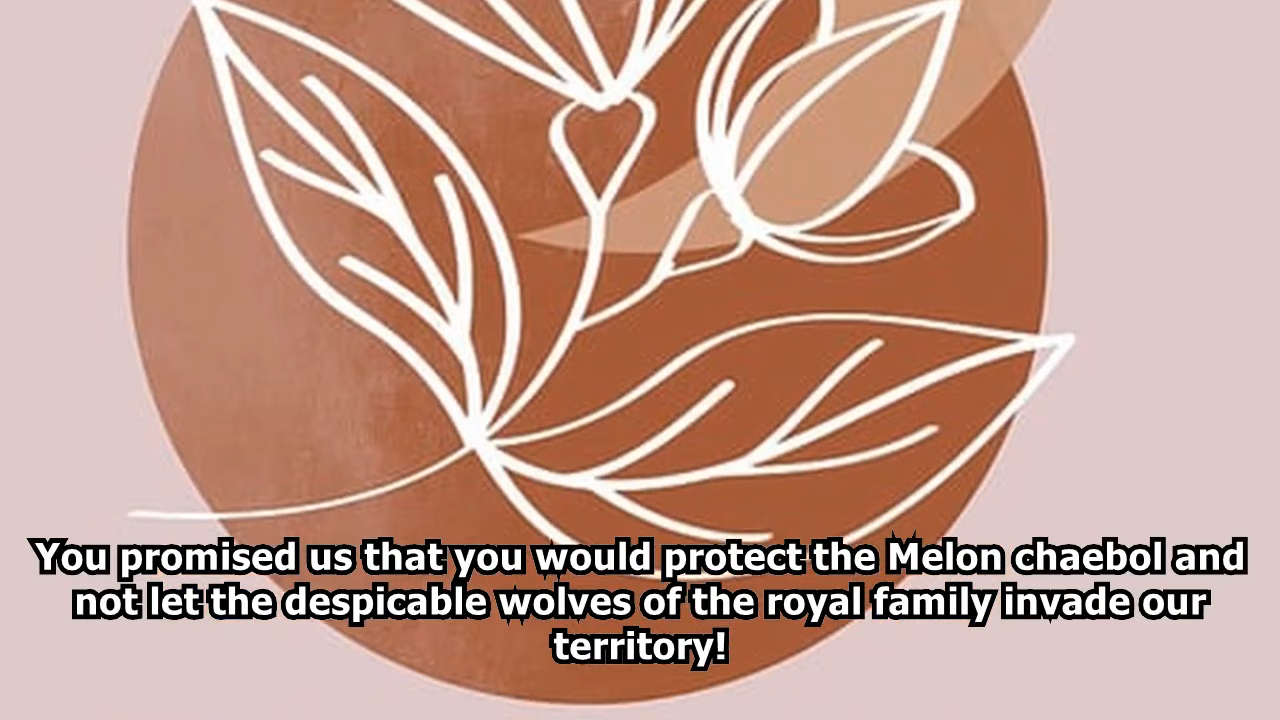 You promised us that you would protect the Melon chaebol and
not let the despicable wolves of the royal family invade our
territory!